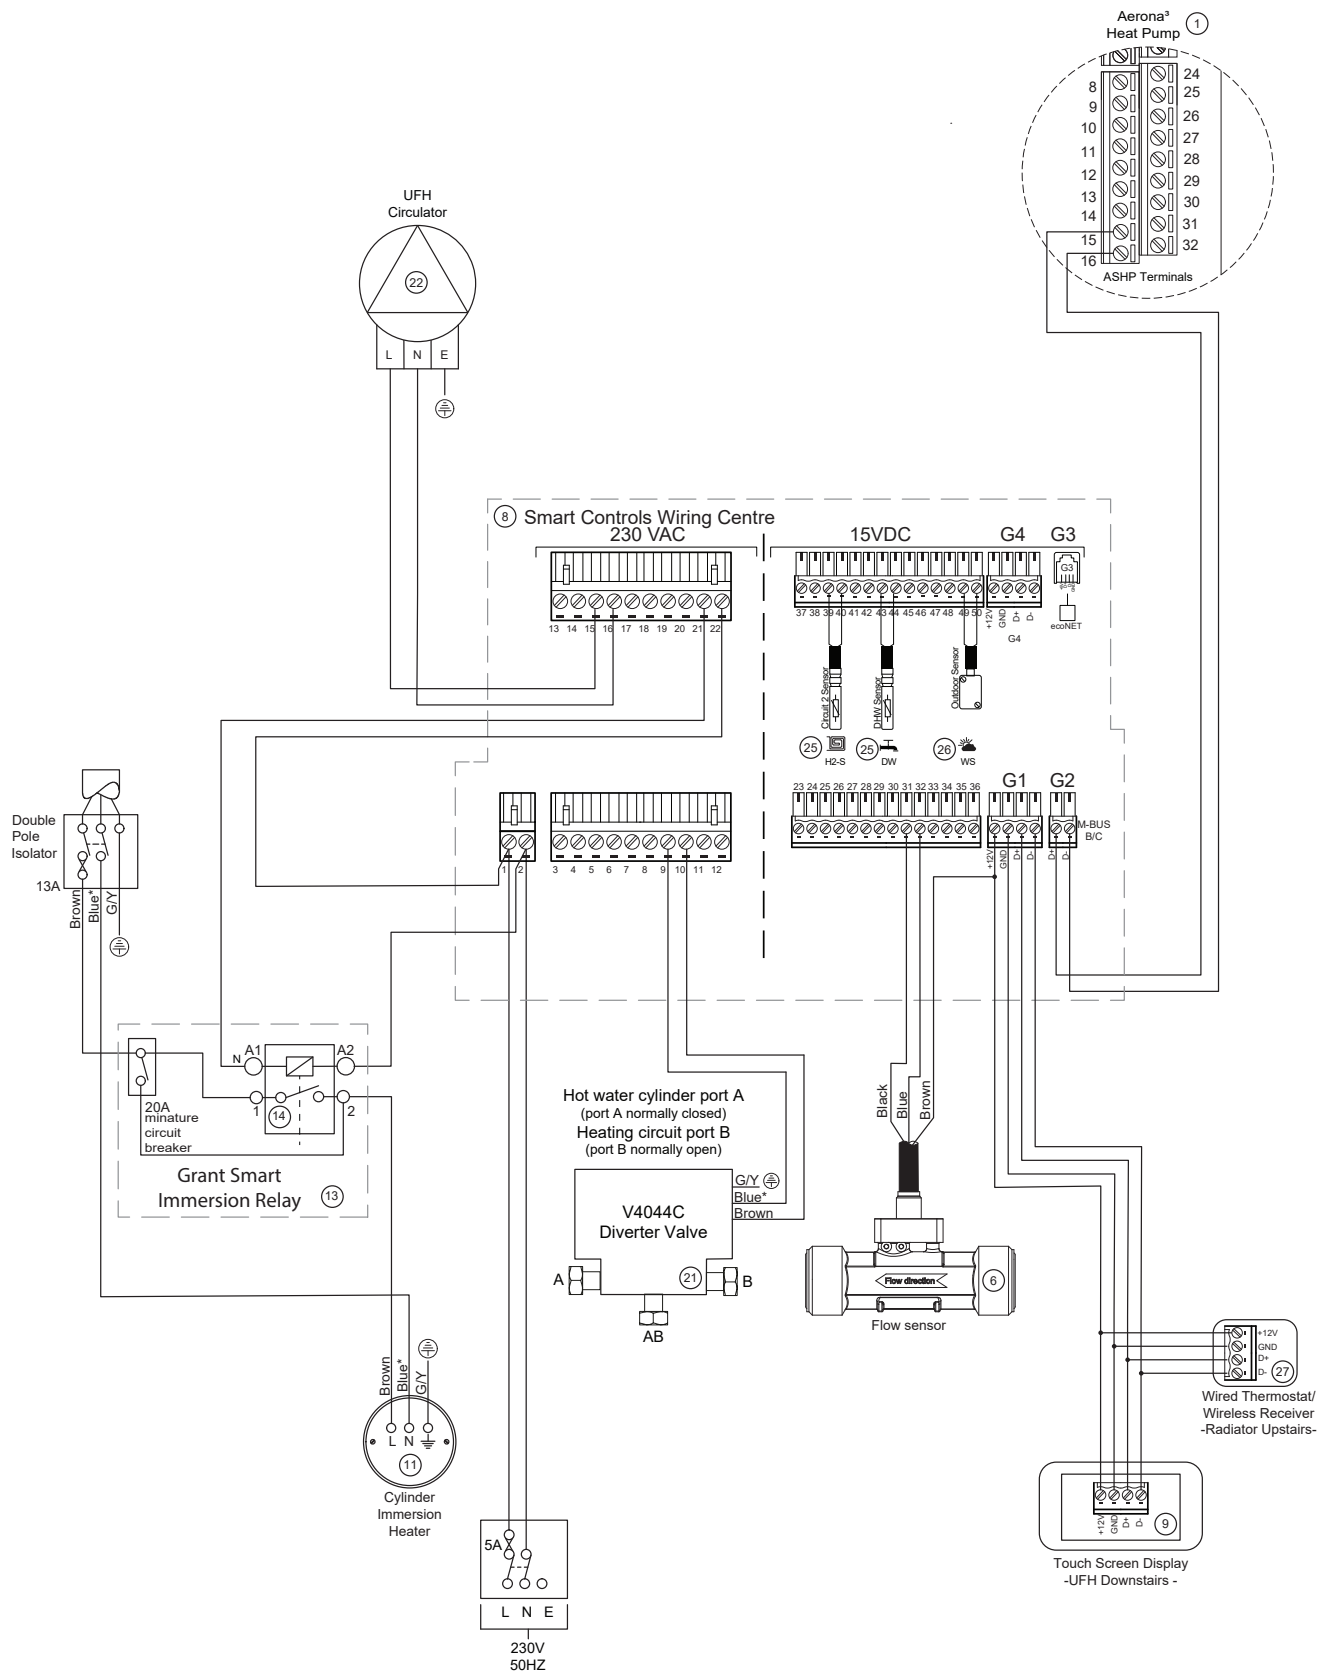 Aerona³
Heat Pump
1
8
9
10
11
12
13
14
15
16
24
25
26
27
28
29
30
31
32
ASHP Terminals
UFH
Circulator
22
L N E
8 Smart Controls Wiring Centre
230 VAC
15VDC
G4 G3
13 14 15 16 17 18 19 20 21 22
37 38 39 40 41 42 43 44 45 46 47 48 49 50
+12V
GND
D+
D-
G4
G3
ecoNET
Circuit 2 Sensor
DHW Sensor
Outdoor Sensor
25
H2-S
25
DW
26
WS
1 2
3 4 5 6 7 8 9 10 11 12
23 24 25 26 27 28 29 30 31 32 33 34 35 36
G1 G2
M-BUS
B/C
+12V
GND
D+
D-
D+
D-
Double
Pole
Isolator
13A
Brown
Blue*
G/Y
N
A1
A2
1
14
2
20A
minature
circuit
breaker
Grant Smart
Immersion Relay
13
Hot water cylinder port A
(port A normally closed)
Heating circuit port B
(port B normally open)
G/Y
Blue*
Brown
V4044C
Diverter Valve
21
A
B
AB
Black
Blue
Brown
Flow direction
6
Flow sensor
+12V
GND
D+
D-
27
Wired Thermostat/
Wireless Receiver
-Radiator Upstairs-
+12V
GND
D+
D-
9
Touch Screen Display
-UFH Downstairs -
Brown
Blue*
G/Y
L N
11
Cylinder
Immersion
Heater
5A
L N E
230V
50HZ